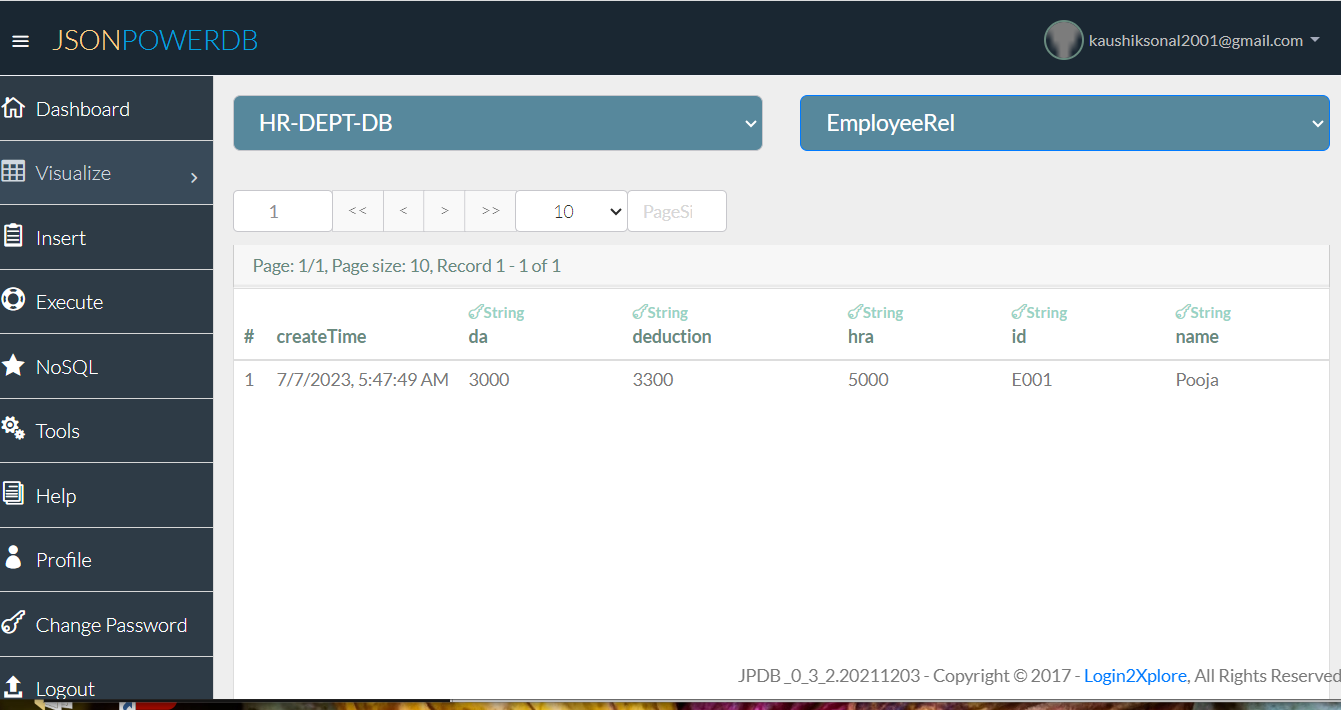 JSONPOWERDB
kaushiksonal2001@gmail.com
Dashboard
Visualize
Insert
Execute
NoSQL
Tools
Help
Profile
Change Password
Logout
HR-DEPT-DB
EmployeeRel
1 << < > >> 10 PageSi
Page: 1/1, Page size: 10, Record 1 - 1 of 1
String String String String String
# createTime da deduction hra id name
1 7/7/2023, 5:47:49 AM 3000 3300 5000 E001 Pooja
JPDB_0_3_2.20211203 - Copyright © 2017 - Login2Xplore, All Rights Reserved